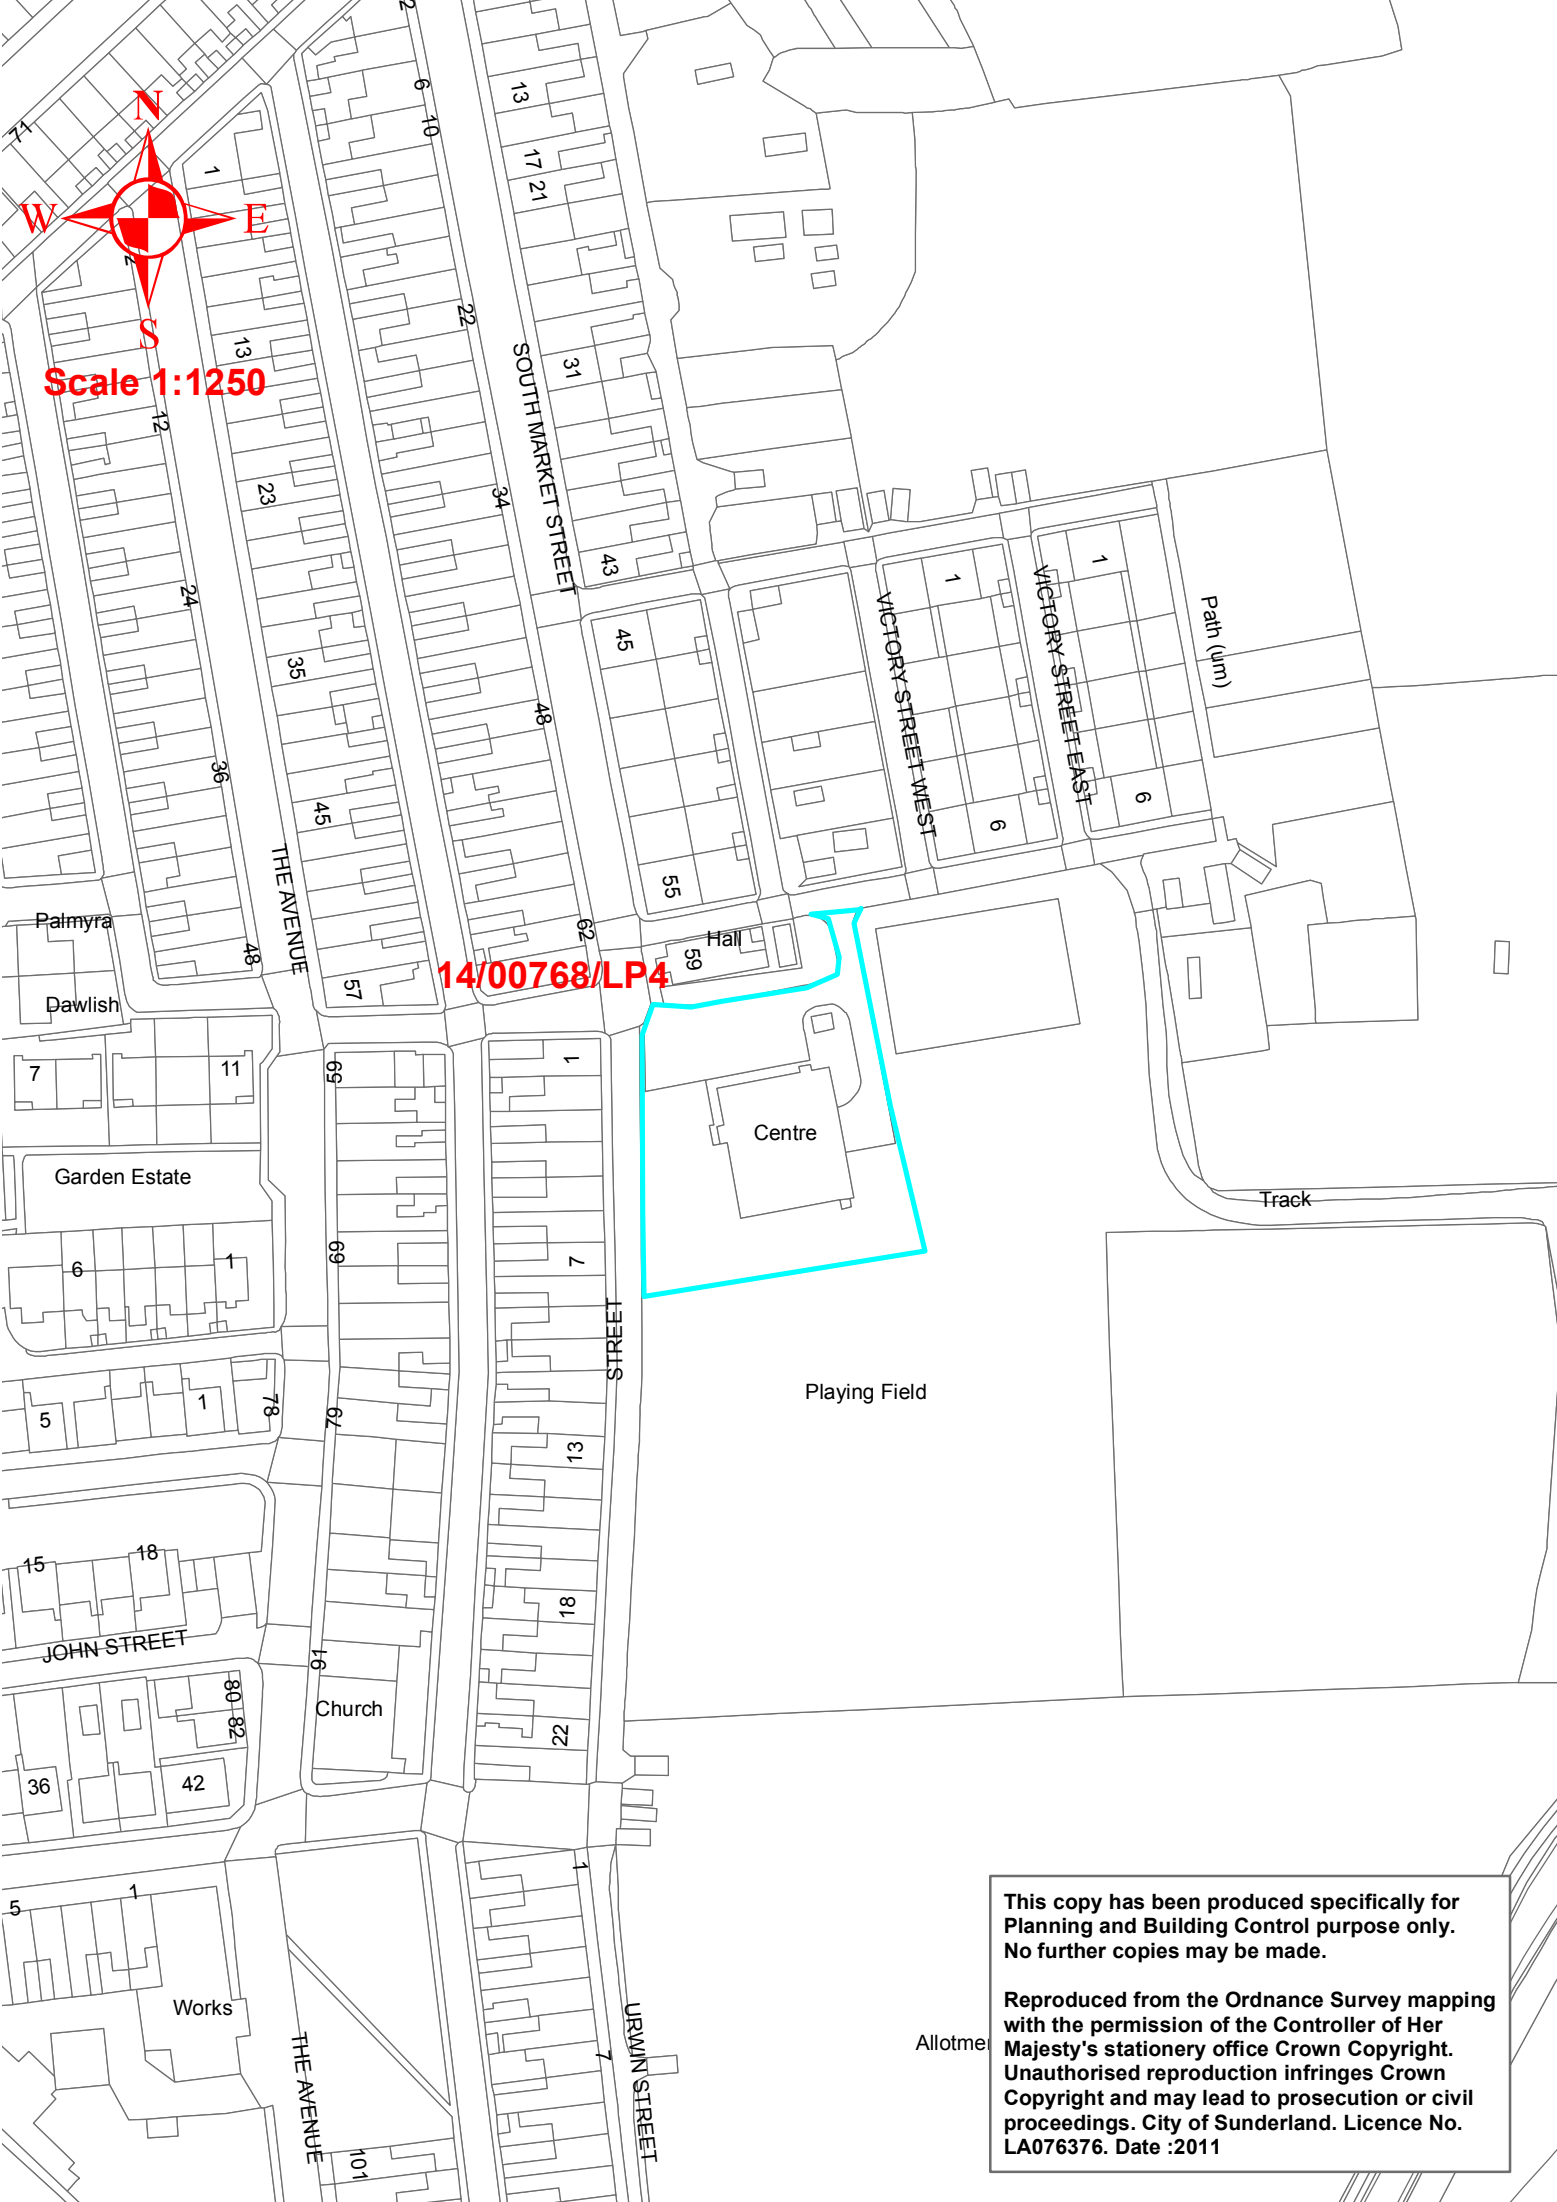 2
6
13
10
71
N
17
1
21
W
E
2
22
S
13
31
Scale 1:1250
SOUTH MARKET STREET
12
23
34
43
1
1
VICTORY STREET WEST
VICTORY STREET EAST
Path (um)
24
45
35
48
36
45
6
6
THE AVENUE
55
Palmyra
62
Hall
48
59
14/00768/LP4
57
Dawlish
7
11
59
1
Centre
Garden Estate
Track
69
7
6
1
STREET
Playing Field
5
1
78
79
13
15
18
18
JOHN STREET
91
80
82
Church
22
36
42
1
5
1
Works
THE AVENUE
7
URWIN STREET
101
Allotme
This copy has been produced specifically for
Planning and Building Control purpose only.
No further copies may be made.
Reproduced from the Ordnance Survey mapping
with the permission of the Controller of Her
Majesty's stationery office Crown Copyright.
Unauthorised reproduction infringes Crown
Copyright and may lead to prosecution or civil
proceedings. City of Sunderland. Licence No.
LA076376. Date :2011